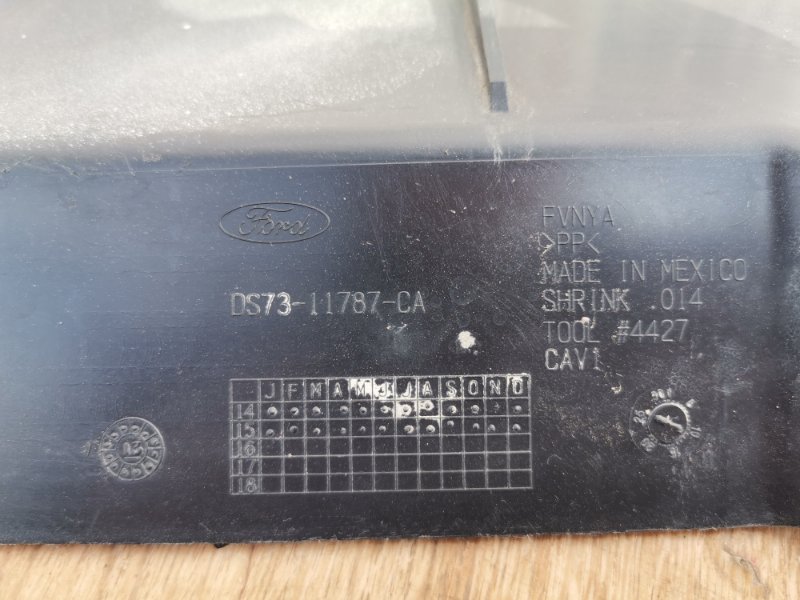 Ford
DS73-11787-CA
FVNYA
>PP<
MADE IN MEXICO
SHRINK .014
TOOL #4427
CAV1
J F M A M J J A S O N D
14
15
16
17
18